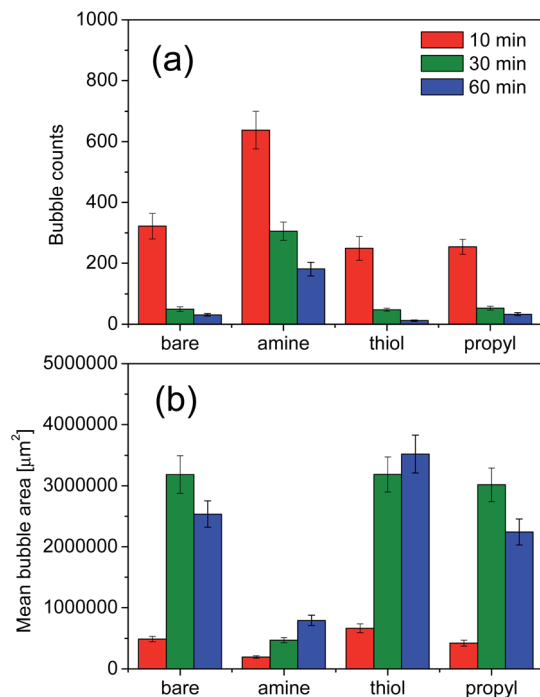 1000
800
600
400
200
0
Bubble counts
(a)
10 min
30 min
60 min
bare amine thiol propyl
5000000
4000000
3000000
2000000
1000000
0
Mean bubble area [μm²]
(b)
bare amine thiol propyl